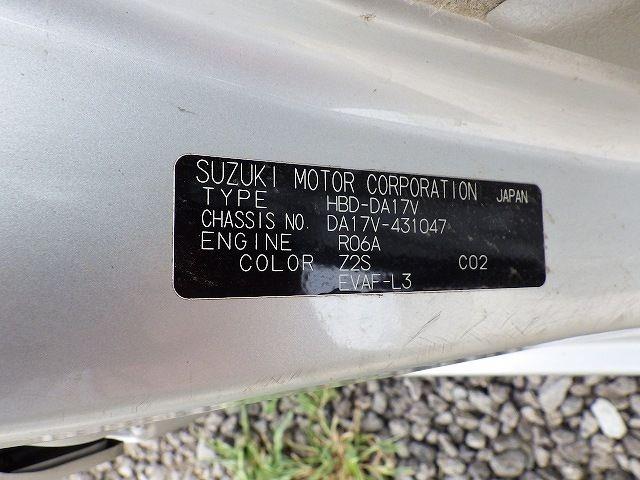 SUZUKI MOTOR CORPORATION JAPAN
TYPE HBD-DA17V
CHASSIS NO. DA17V-431047
ENGINE R06A
COLOR Z2S C02
EVAF-L3